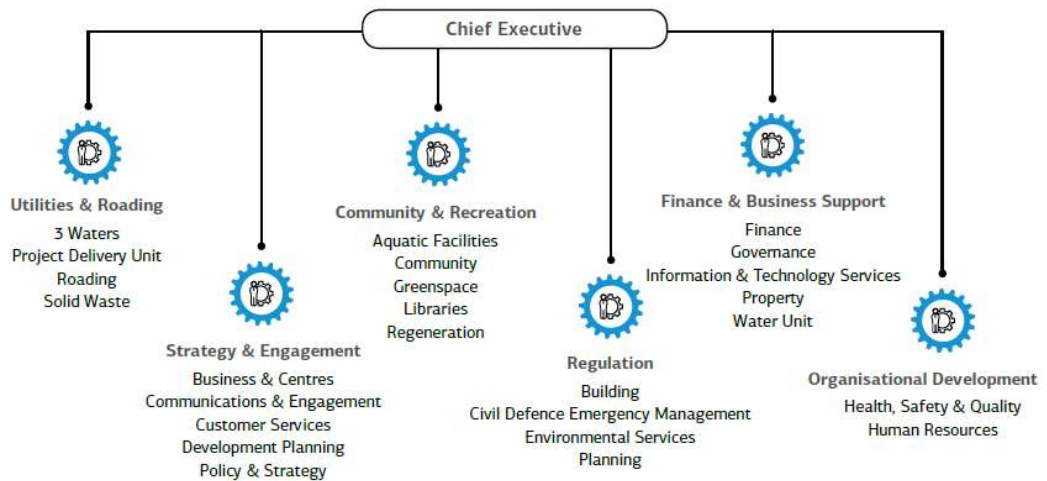 Chief Executive
Utilities & Roading
3 Waters
Project Delivery Unit
Roading
Solid Waste
Strategy & Engagement
Business & Centres
Communications & Engagement
Customer Services
Development Planning
Policy & Strategy
Community & Recreation
Aquatic Facilities
Community
Greenspace
Libraries
Regeneration
Regulation
Building
Civil Defence Emergency Management
Environmental Services
Planning
Finance & Business Support
Finance
Governance
Information & Technology Services
Property
Water Unit
Organisational Development
Health, Safety & Quality
Human Resources